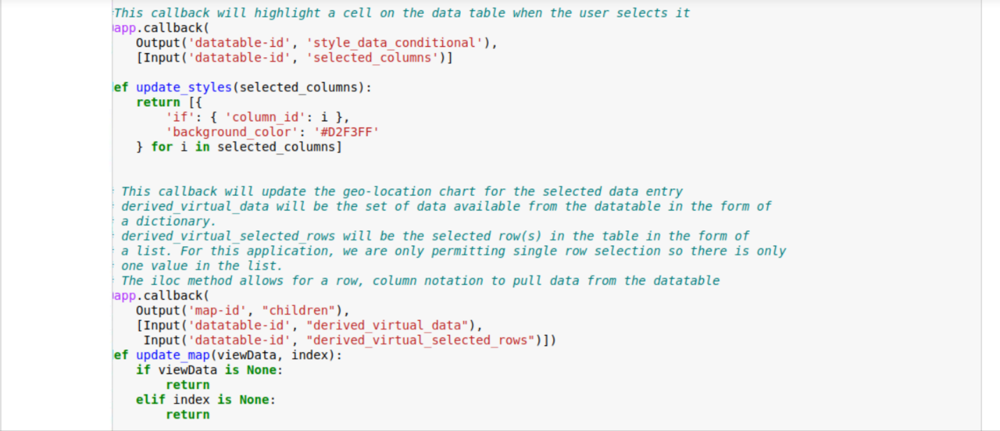 #This callback will highlight a cell on the data table when the user selects it
app.callback(
    Output('datatable-id', 'style_data_conditional'),
    [Input('datatable-id', 'selected_columns')]
ef update_styles(selected_columns):
    return [{
        'if': { 'column_id': i },
        'background_color': '#D2F3FF'
    } for i in selected_columns]
# This callback will update the geo-location chart for the selected data entry
# derived_virtual_data will be the set of data available from the datatable in the form of
# a dictionary.
# derived_virtual_selected_rows will be the selected row(s) in the table in the form of
# a list. For this application, we are only permitting single row selection so there is only
# one value in the list.
# The iloc method allows for a row, column notation to pull data from the datatable
app.callback(
    Output('map-id', "children"),
    [Input('datatable-id', "derived_virtual_data"),
     Input('datatable-id', "derived_virtual_selected_rows")])
ef update_map(viewData, index):
    if viewData is None:
        return
    elif index is None:
        return